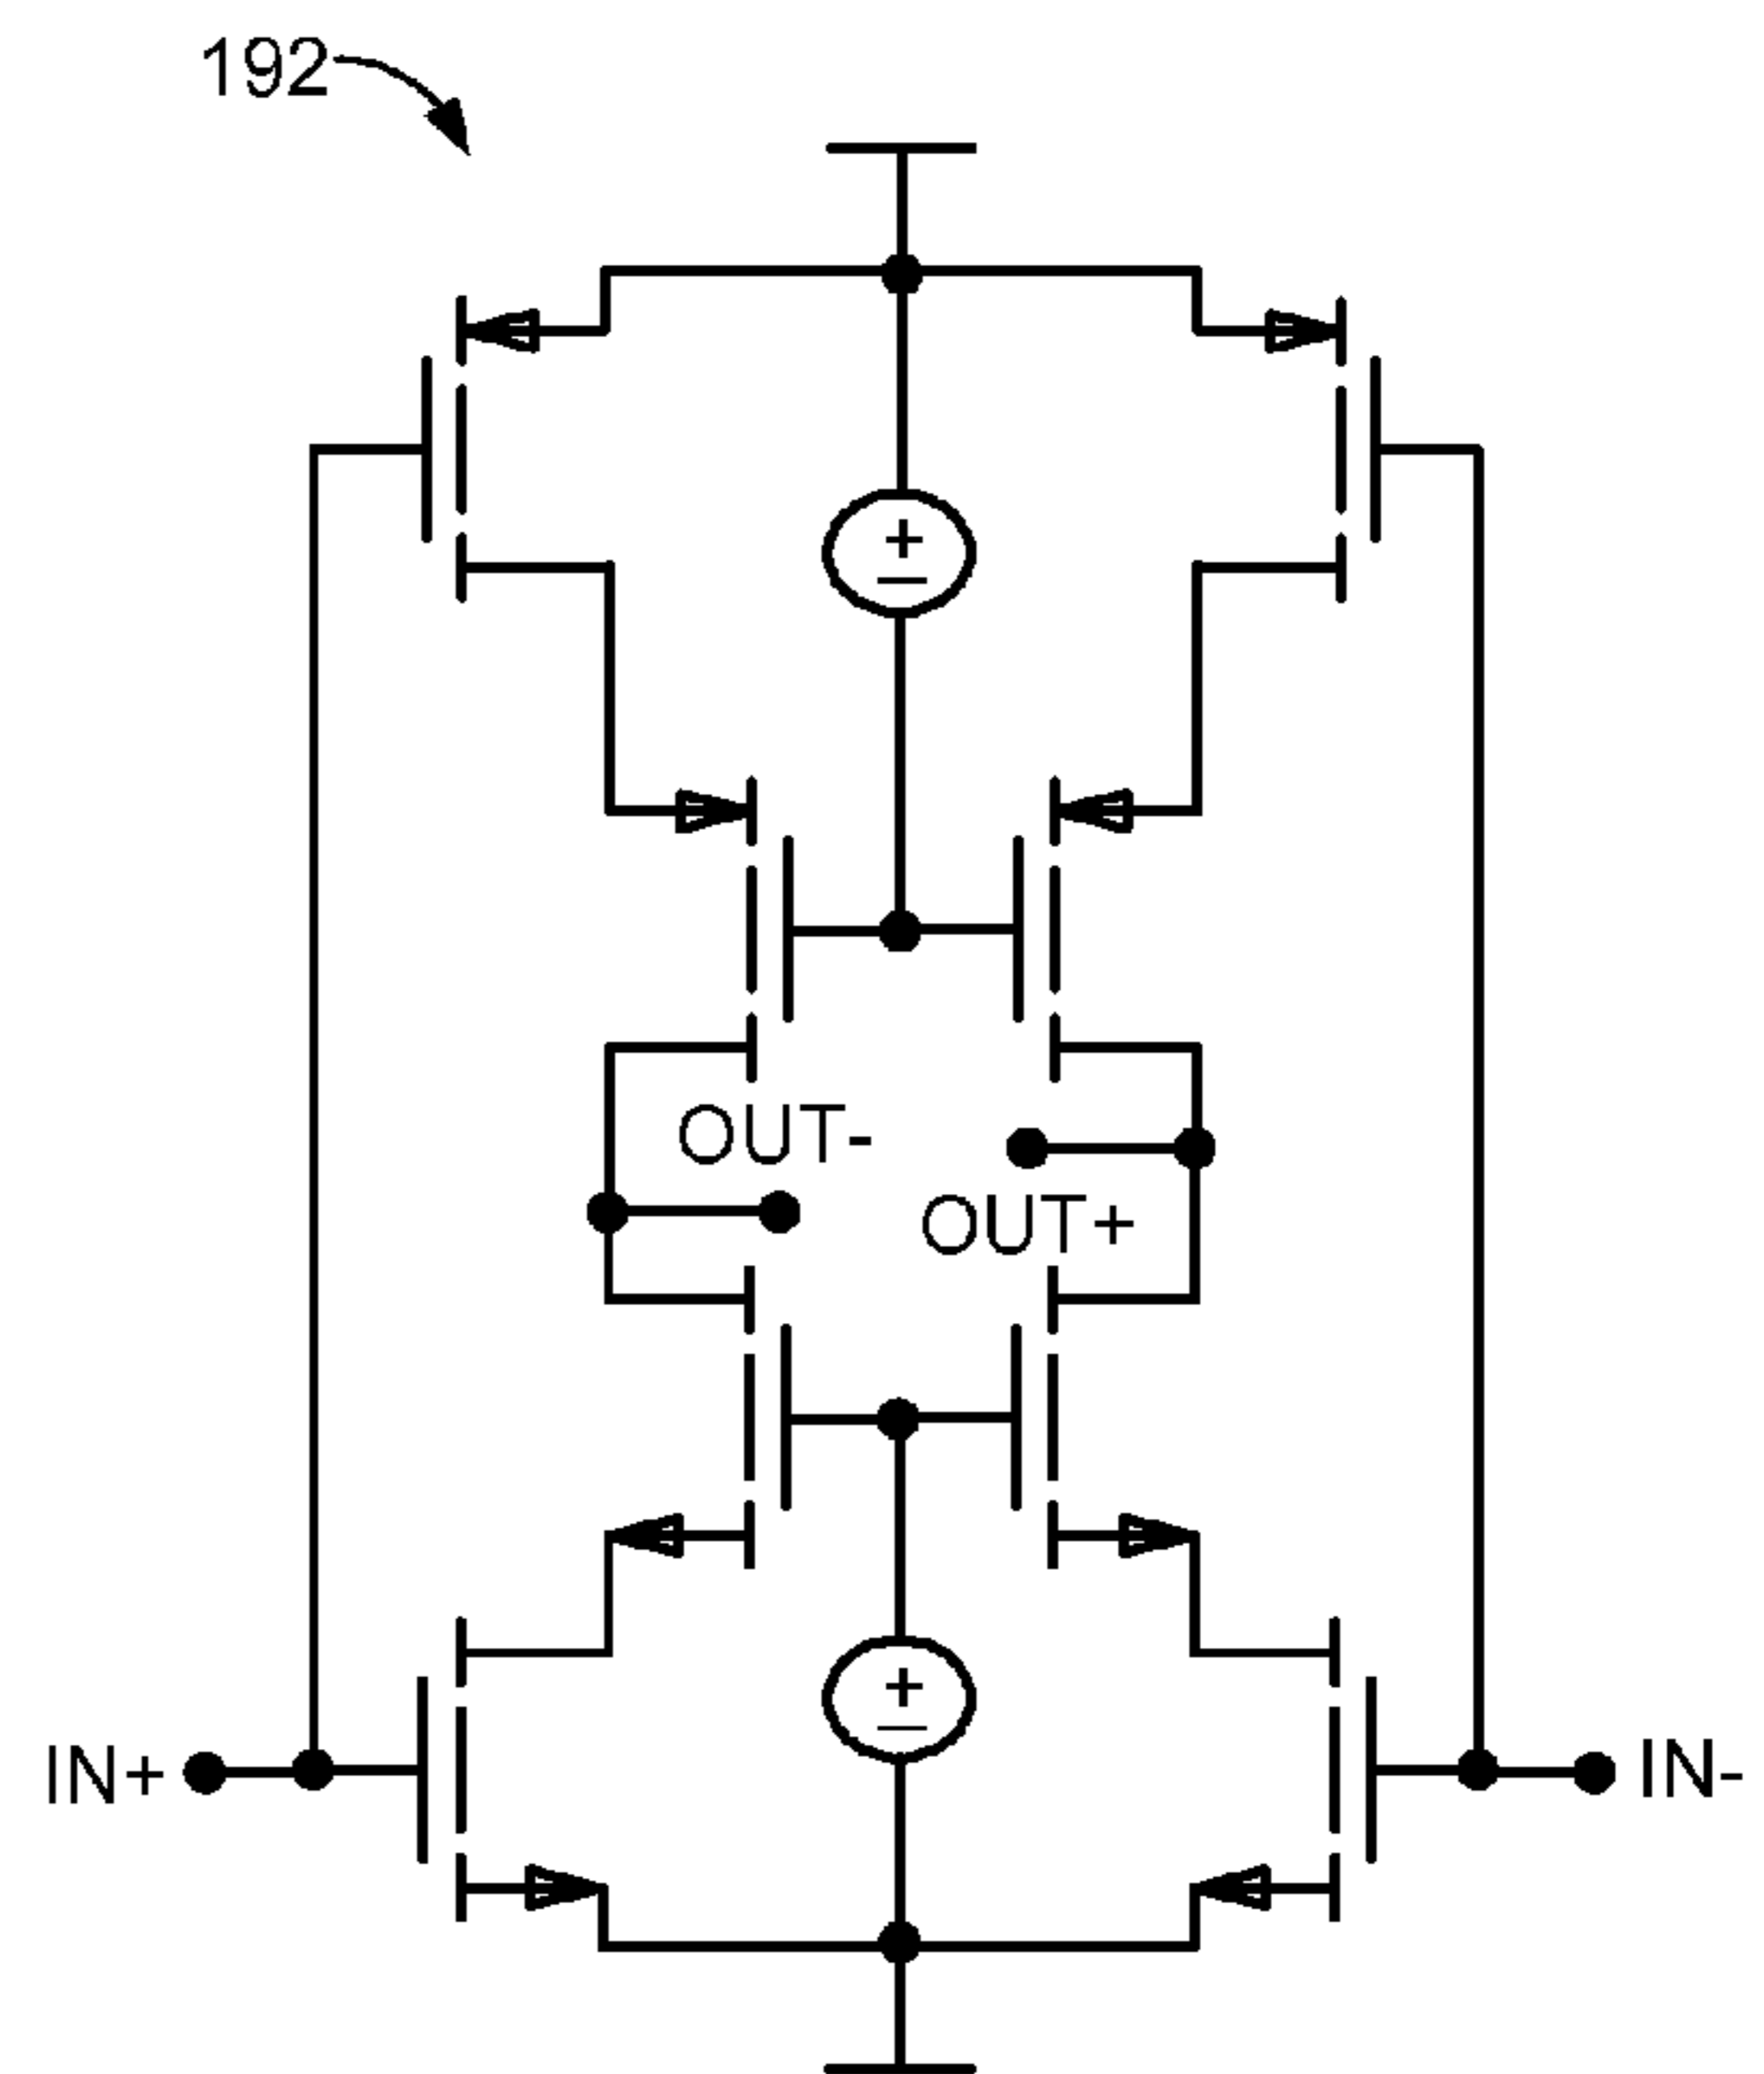 192
+
−
OUT-
OUT+
+
−
IN+
IN-